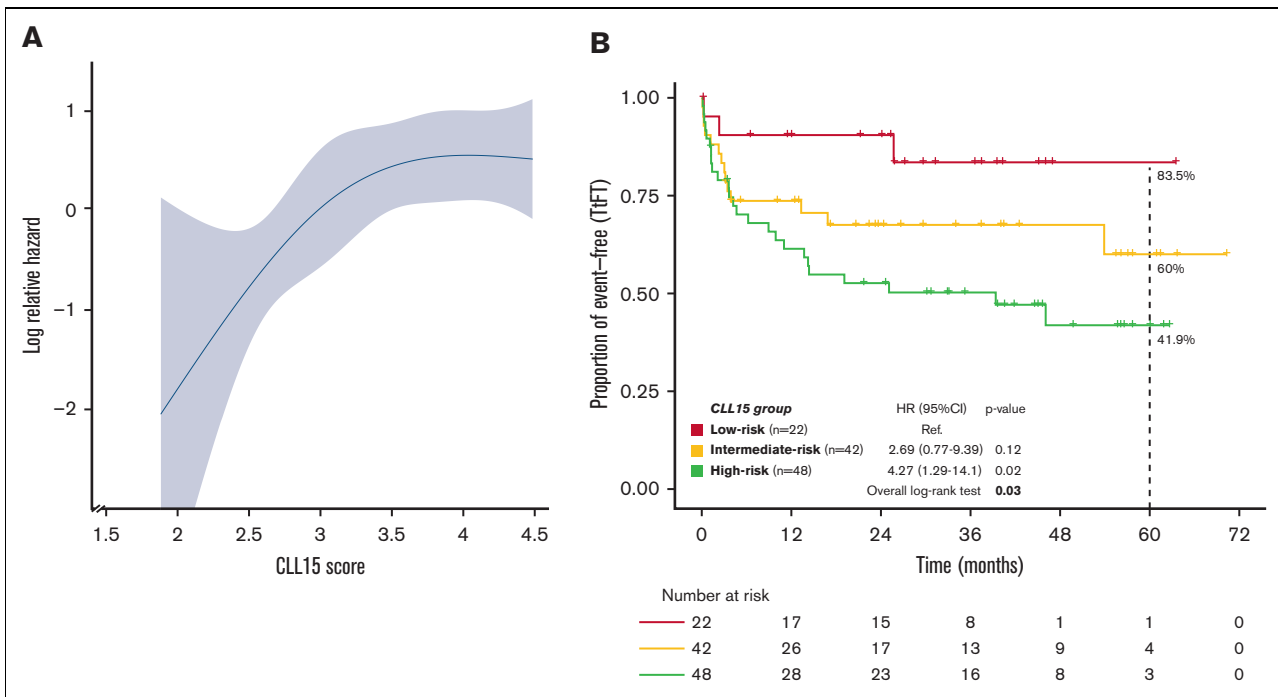 A
Log relative hazard
1
0
−1
−2
1.5 2 2.5 3 3.5 4 4.5
CLL15 score
B
Proportion of event−free (TtFT)
1.00
0.75
0.50
0.25
0.00
83.5%
60%
41.9%
CLL15 group HR (95%CI) p-value
Low-risk (n=22) Ref.
Intermediate-risk (n=42) 2.69 (0.77-9.39) 0.12
High-risk (n=48) 4.27 (1.29-14.1) 0.02
Overall log-rank test 0.03
0 12 24 36 48 60 72
Time (months)
Number at risk
22 17 15 8 1 1 0
42 26 17 13 9 4 0
48 28 23 16 8 3 0